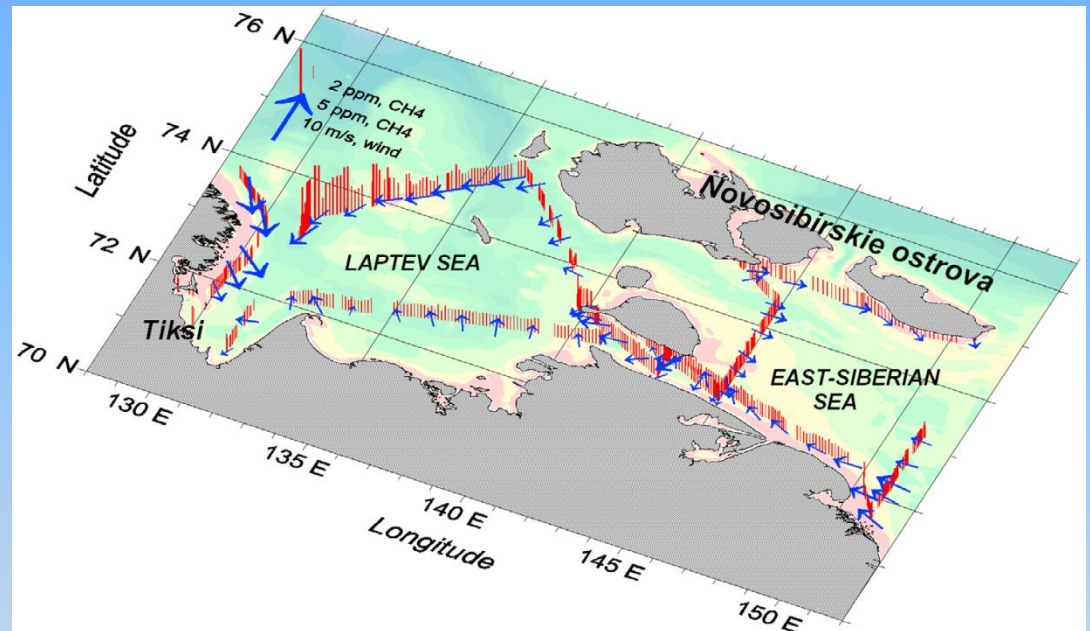 76 N
2 ppm, CH4
5 ppm, CH4
10 m/s, wind
74 N
Latitude
72 N
Novosibirskie ostrova
LAPTEV SEA
Tiksi
EAST-SIBERIAN
SEA
70 N
130 E
135 E
140 E
Longitude
145 E
150 E